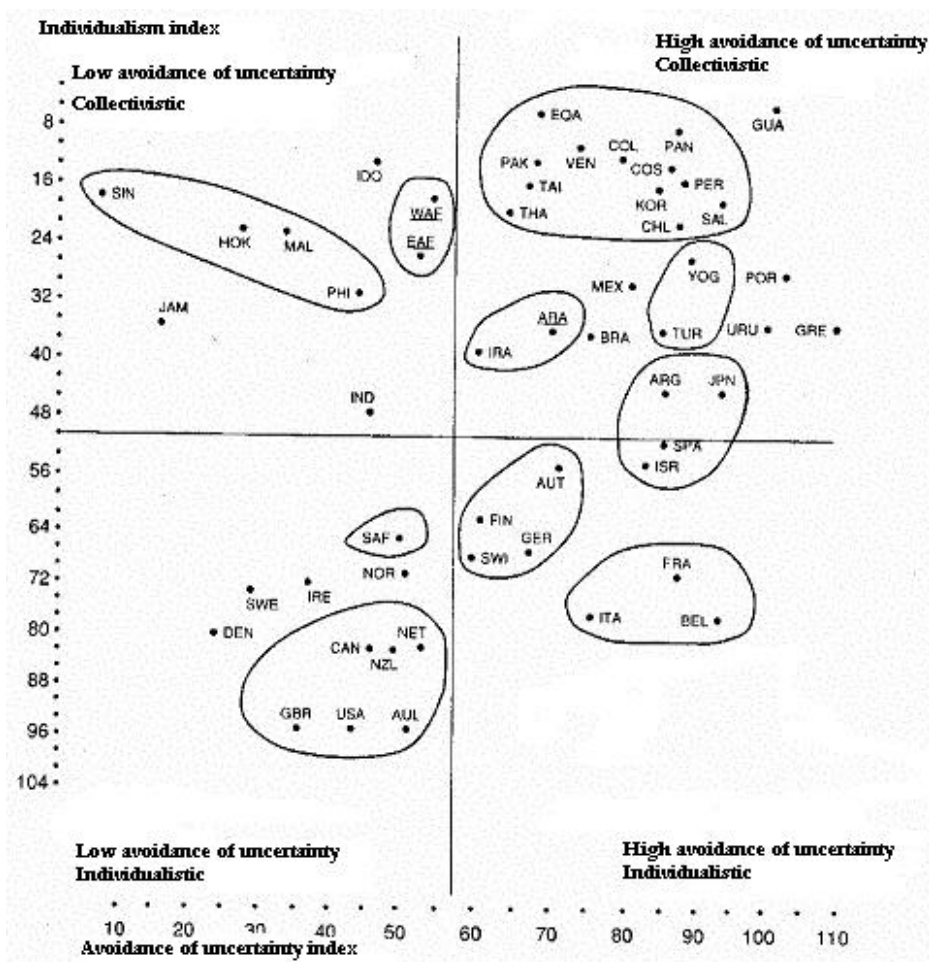 Individualism index
High avoidance of uncertainty
Collectivistic
Low avoidance of uncertainty
Collectivistic
8
EQA
GUA
COL
PAN
IDO
PAK
VEN
COS
16
SIN
TAI
PER
WAF
KOR
THA
SAL
CHL
24
HOK
MAL
EAF
YOG
POR
MEX
32
PHI
JAM
ARA
BRA
TUR
URU
GRE
IRA
40
ARG
JPN
IND
48
SPA
ISR
56
AUT
FIN
64
SAF
GER
SWI
FRA
NOR
72
SWE
IRE
ITA
BEL
80
DEN
NET
CAN
NZL
88
GBR
USA
AUL
96
104
Low avoidance of uncertainty
Individualistic
High avoidance of uncertainty
Individualistic
10 20 30 40 50 60 70 80 90 100 110
Avoidance of uncertainty index